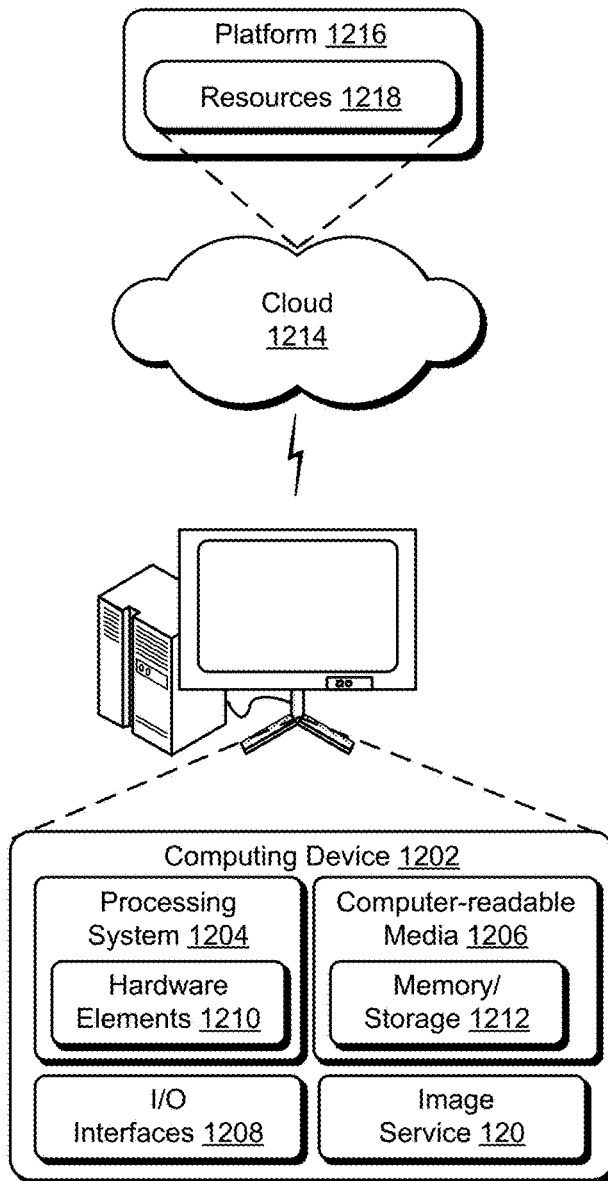 Platform 1216
Resources 1218
Cloud
1214
Computing Device 1202
Processing
System 1204
Hardware
Elements 1210
Computer-readable
Media 1206
Memory/
Storage 1212
I/O
Interfaces 1208
Image
Service 120